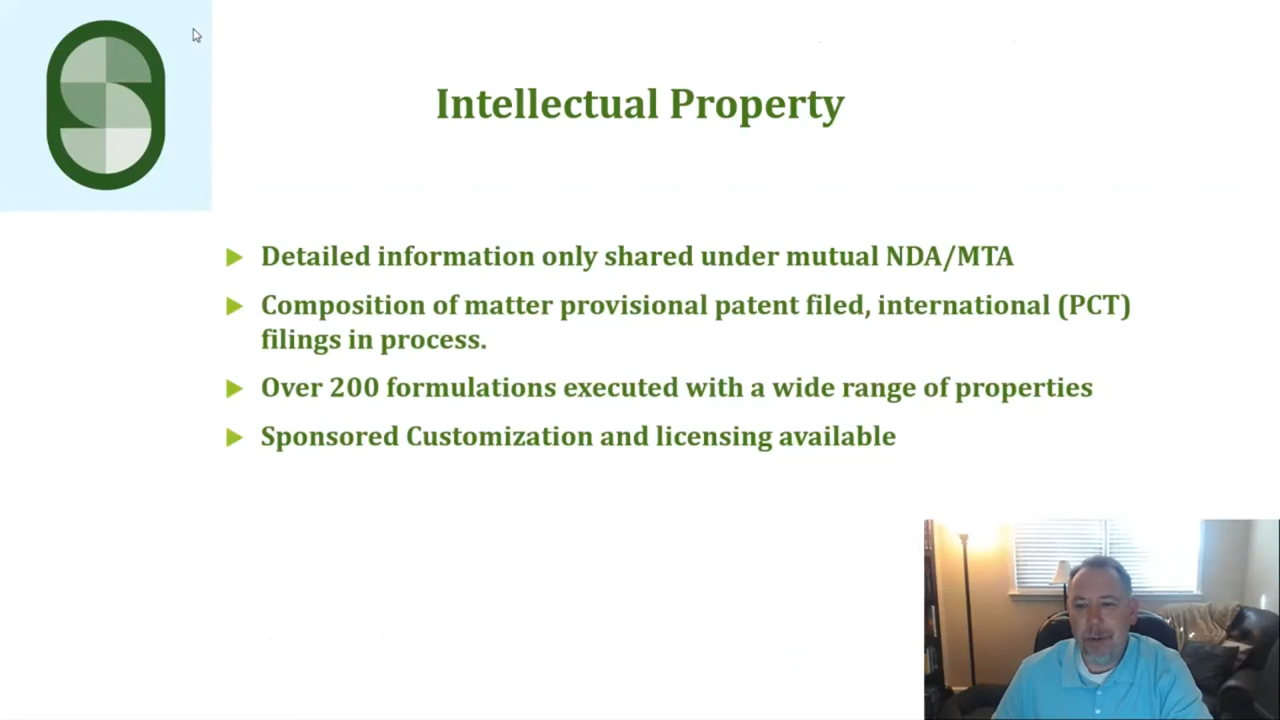 Intellectual Property
Detailed information only shared under mutual NDA/MTA
Composition of matter provisional patent filed, international (PCT)
filings in process.
Over 200 formulations executed with a wide range of properties
Sponsored Customization and licensing available